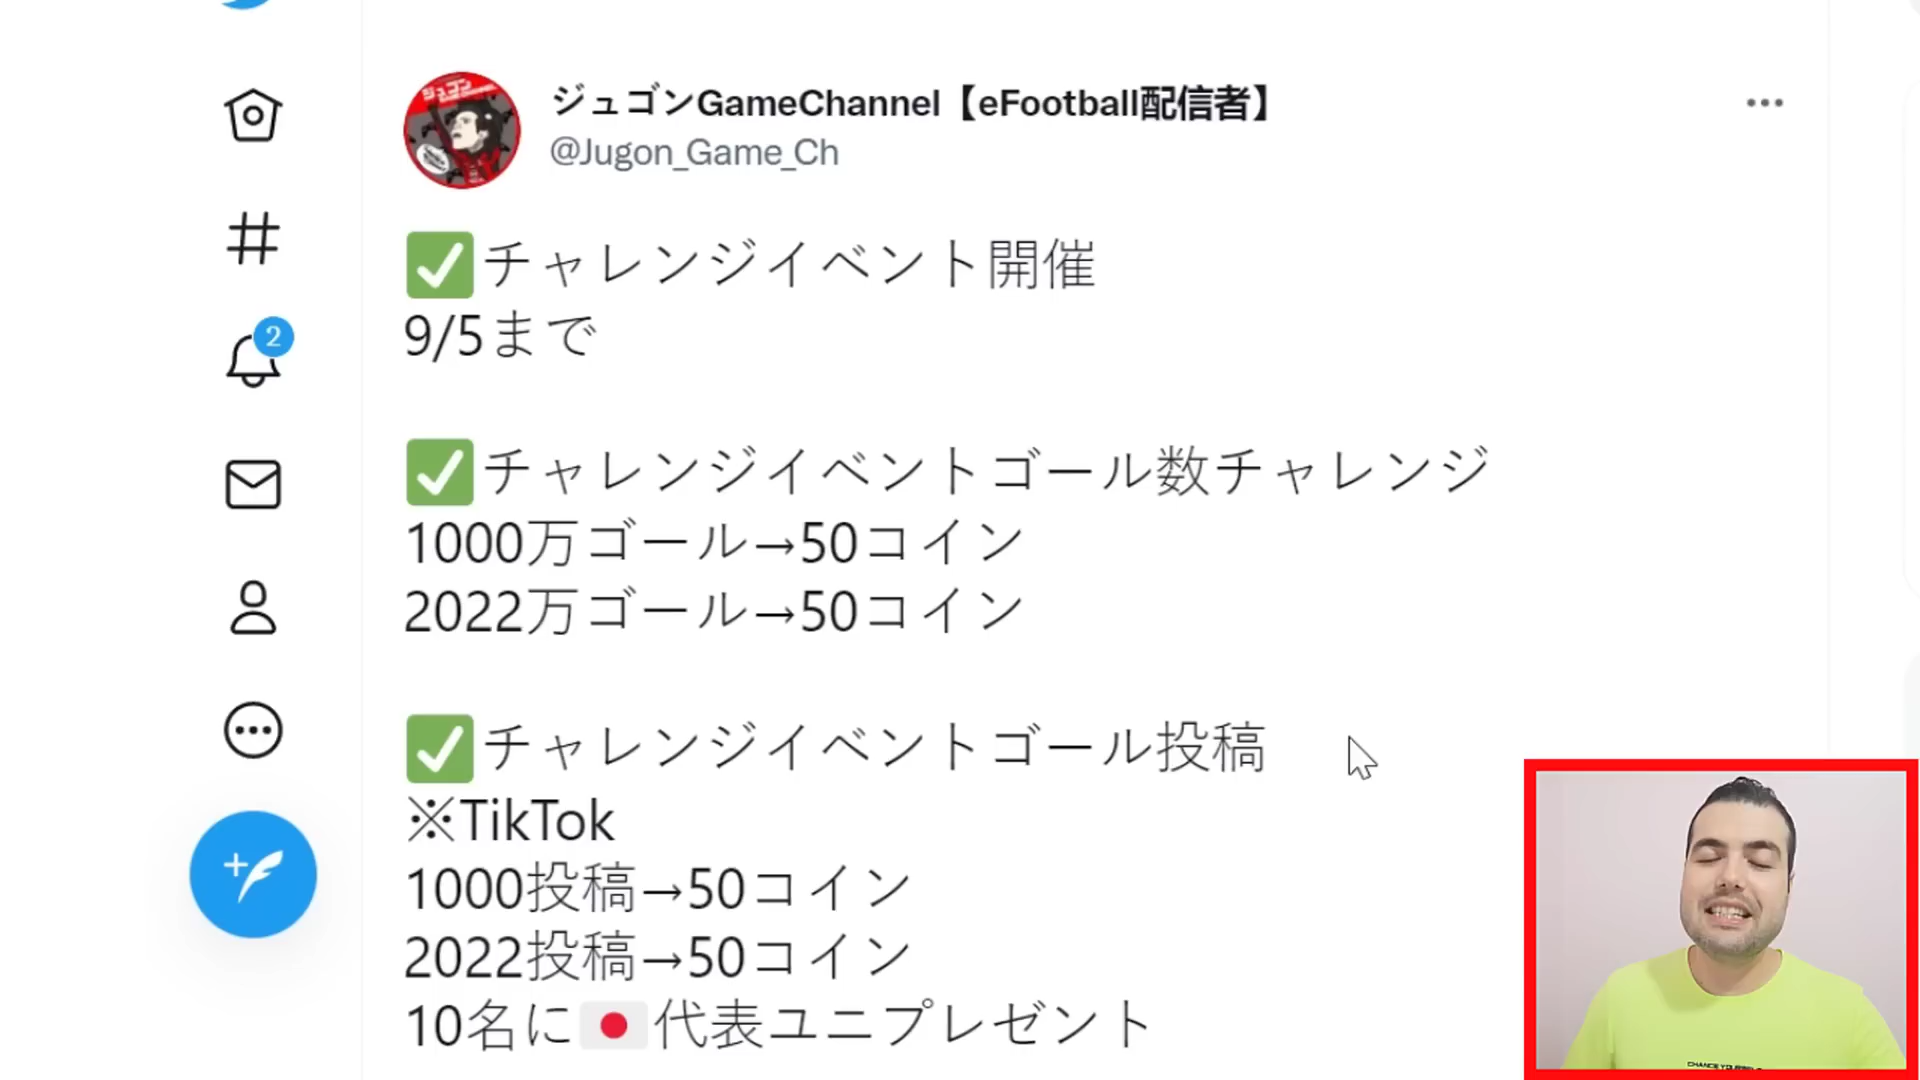 ジュゴンGameChannel【eFootball配信者】
@Jugon_Game_Ch
✅チャレンジイベント開催
9/5まで
✅チャレンジイベントゴール数チャレンジ
1000万ゴール→50コイン
2022万ゴール→50コイン
✅チャレンジイベントゴール投稿
※TikTok
1000投稿→50コイン
2022投稿→50コイン
10名に🇯🇵代表ユニプレゼント
2
ジュゴン